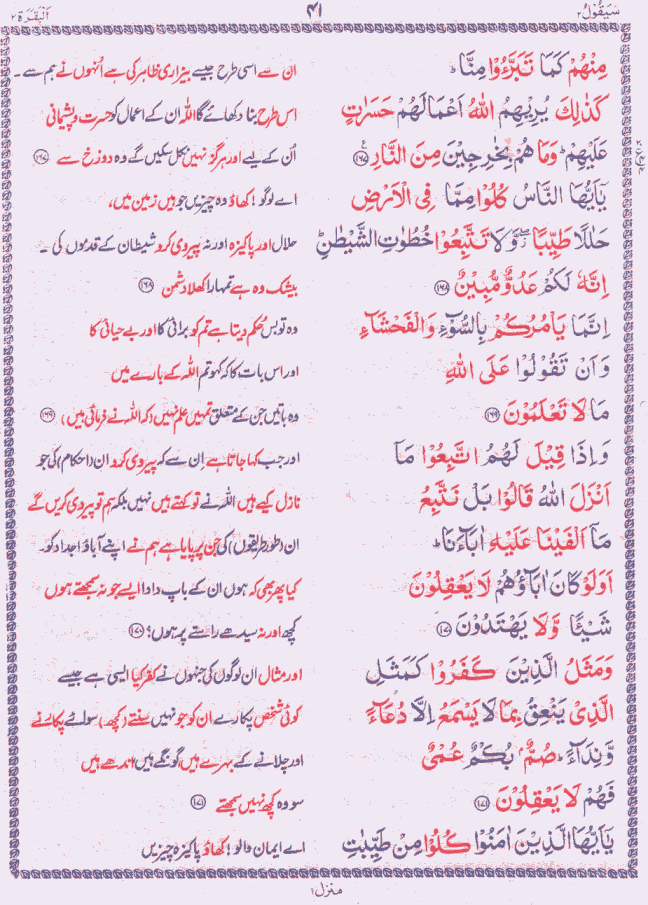 سَيَقُوْلُ ٢
٤١
اَلْبَقَرَة ٢
مِنْهُمْ كَمَا تَبَرَّءُوْا مِنَّا ؕ
ان سے اسی طرح جیسے بیزاری ظاہر کی ہے اُنہوں نے ہم سے ۔
كَذٰلِكَ يُرِيْهِمُ اللّٰهُ اَعْمَالَهُمْ حَسَرٰتٍ
اس طرح بنا دکھائے گا اللہ ان کے اعمال کو حسرت و پشیمانی
عَلَيْهِمْ ؕ وَمَا هُمْ بِخٰرِجِيْنَ مِنَ النَّارِ ﴿۱۶۷﴾
اُن کے لیے اور ہرگز نہیں نکل سکیں گے وہ دوزخ سے ﴿۱۶۷﴾
يٰۤاَيُّهَا النَّاسُ كُلُوْا مِمَّا فِى الْاَرْضِ
اے لوگو ! کھاؤ وہ چیزیں جو ہیں زمین میں،
حَلٰلًا طَيِّبًا ۖ وَّلَا تَتَّبِعُوْا خُطُوٰتِ الشَّيْطٰنِ ؕ
حلال اور پاکیزہ اور نہ پیروی کرو شیطان کے قدموں کی ۔
اِنَّهٗ لَكُمْ عَدُوٌّ مُّبِيْنٌ ﴿۱۶۸﴾
بیشک وہ ہے تمہارا کھلا دشمن ﴿۱۶۸﴾
اِنَّمَا يَاْمُرُكُمْ بِالسُّوْٓءِ وَالْفَحْشَآءِ
وہ تو بس حُکم دیتا ہے تم کو برائی کا اور بے حیائی کا
وَاَنْ تَقُوْلُوْا عَلَى اللّٰهِ
اور اس بات کا کہ کہو تم اللہ کے بارے میں
مَا لَا تَعْلَمُوْنَ ﴿۱۶۹﴾
وہ باتیں جن کے متعلق تمہیں علم نہیں (کہ اللہ نے فرمائی ہیں) ﴿۱۶۹﴾
وَاِذَا قِيْلَ لَهُمُ اتَّبِعُوْا مَاۤ
اور جب کہا جاتا ہے اِن سے کہ پیروی کرو ان (احکام) کی جو
اَنْزَلَ اللّٰهُ قَالُوْا بَلْ نَتَّبِعُ
نازل کیے ہیں اللہ نے تو کہتے ہیں نہیں بلکہ ہم تو پیروی کریں گے
مَاۤ اَلْفَيْنَا عَلَيْهِ اٰبَآءَنَا ؕ
ان (طور طریقوں) کی جن پر پایا ہے ہم نے اپنے آباؤ اجداد کو۔
اَوَلَوْ كَانَ اٰبَآؤُهُمْ لَا يَعْقِلُوْنَ
کیا پھر بھی کہ ہوں ان کے باپ دادا ایسے جو نہ سمجھتے ہوں
شَيْـًٔا وَّلَا يَهْتَدُوْنَ ﴿۱۷۰﴾
کچھ اور نہ سیدھے راستے پر ہوں؟ ﴿۱۷۰﴾
وَمَثَلُ الَّذِيْنَ كَفَرُوْا كَمَثَلِ
اور مثال ان لوگوں کی جنہوں نے کفر کیا ایسی ہے جیسے
الَّذِىْ يَنْعِقُ بِمَا لَا يَسْمَعُ اِلَّا دُعَآءً
کوئی شخص پکارے ان کو جو نہیں سنتے (کچھ) سوائے پکارنے
وَّنِدَآءً ؕ صُمٌّۢ بُكْمٌ عُمْىٌ
اور چلانے کے بہرے ہیں گونگے ہیں اندھے ہیں
فَهُمْ لَا يَعْقِلُوْنَ ﴿۱۷۱﴾
سو وہ کچھ نہیں سمجھتے ﴿۱۷۱﴾
يٰۤاَيُّهَا الَّذِيْنَ اٰمَنُوْا كُلُوْا مِنْ طَيِّبٰتِ
اے ایمان والو ! کھاؤ پاکیزہ چیزیں
منزل ۱